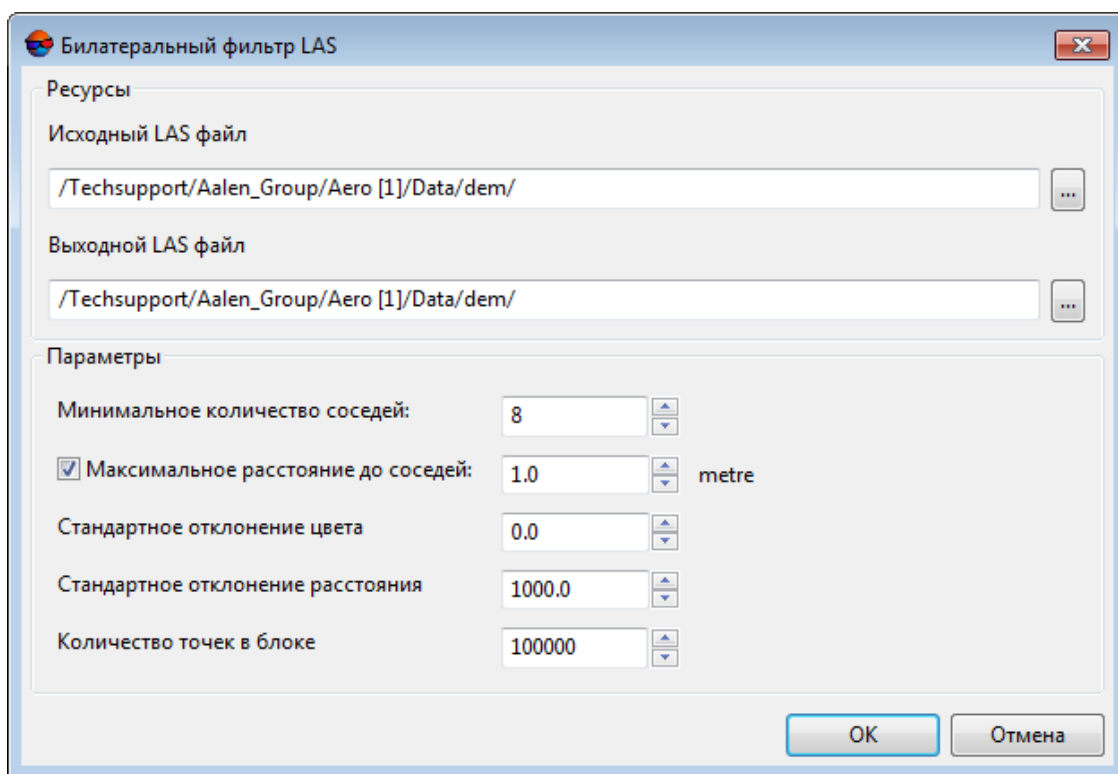 Билатеральный фильтр LAS
Ресурсы
Исходный LAS файл
/Techsupport/Aalen_Group/Aero [1]/Data/dem/
...
Выходной LAS файл
/Techsupport/Aalen_Group/Aero [1]/Data/dem/
...
Параметры
Минимальное количество соседей: 8
Максимальное расстояние до соседей: 1.0 metre
Стандартное отклонение цвета 0.0
Стандартное отклонение расстояния 1000.0
Количество точек в блоке 100000
OK Отмена